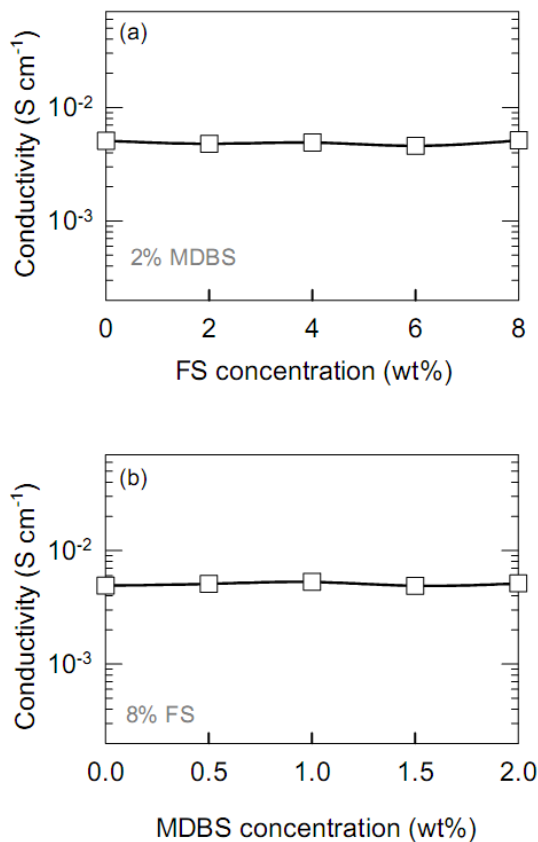 (a)
Conductivity (S cm⁻¹)
10⁻²
10⁻³
2% MDBS
0 2 4 6 8
FS concentration (wt%)
(b)
Conductivity (S cm⁻¹)
10⁻²
10⁻³
8% FS
0.0 0.5 1.0 1.5 2.0
MDBS concentration (wt%)